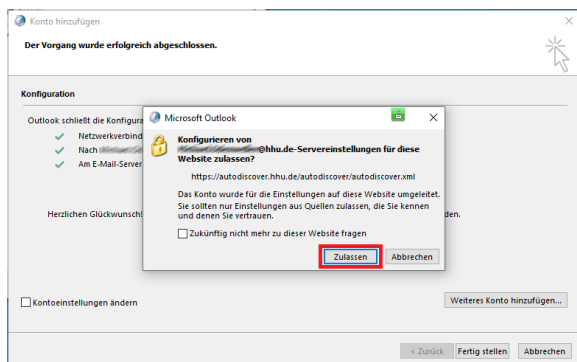 Konto hinzufügen
Der Vorgang wurde erfolgreich abgeschlossen.
Konfiguration
Outlook schließt die Konfigura
Netzwerkverbind
Nach
Am E-Mail-Server
Herzlichen Glückwunsch!
den.
Microsoft Outlook
Konfigurieren von
@hhu.de-Servereinstellungen für diese
Website zulassen?
https://autodiscover.hhu.de/autodiscover/autodiscover.xml
Das Konto wurde für die Einstellungen auf diese Website umgeleitet.
Sie sollten nur Einstellungen aus Quellen zulassen, die Sie kennen
und denen Sie vertrauen.
Zukünftig nicht mehr zu dieser Website fragen
Zulassen
Abbrechen
Kontoeinstellungen ändern
Weiteres Konto hinzufügen...
< Zurück
Fertig stellen
Abbrechen